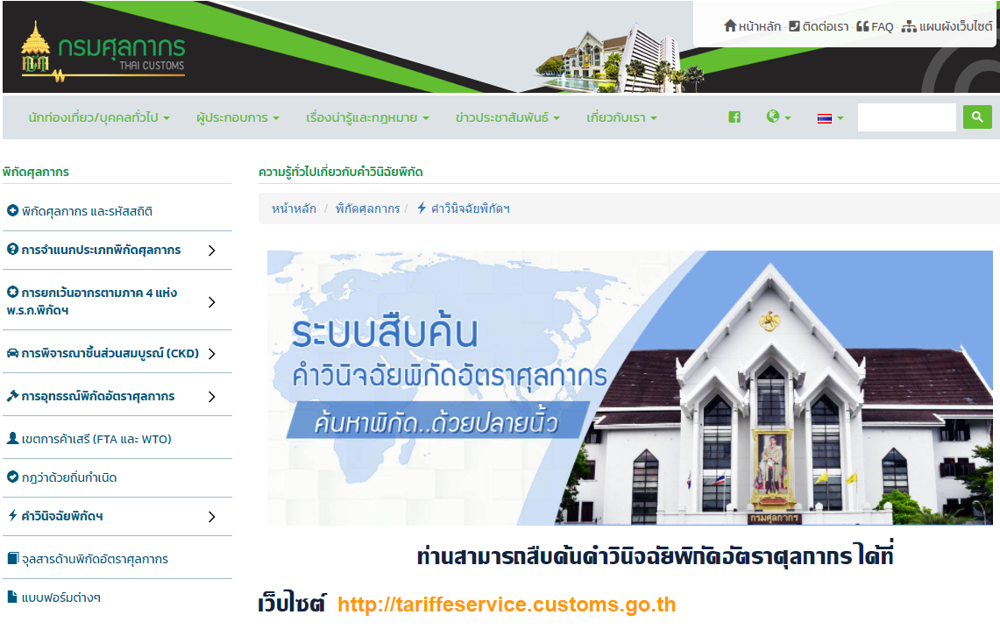 กรมศุลกากร
THAI CUSTOMS
หน้าหลัก · ติดต่อเรา · FAQ · แผนผังเว็บไซต์
นักท่องเที่ยว/บุคคลทั่วไป ผู้ประกอบการ เรื่องน่ารู้และกฎหมาย ข่าวประชาสัมพันธ์ เกี่ยวกับเรา
พิกัดศุลกากร
พิกัดศุลกากร และรหัสสถิติ
การจำแนกประเภทพิกัดศุลกากร
การยกเว้นอากรตามภาค 4 แห่ง
พ.ร.ก.พิกัดฯ
การพิจารณาชิ้นส่วนสมบูรณ์ (CKD)
การอุทธรณ์พิกัดอัตราศุลกากร
เขตการค้าเสรี (FTA และ WTO)
กฎว่าด้วยถิ่นกำเนิด
คำวินิจฉัยพิกัดฯ
จุลสารด้านพิกัดอัตราศุลกากร
แบบฟอร์มต่างๆ
ความรู้ทั่วไปเกี่ยวกับคำวินิจัยพิกัด
หน้าหลัก / พิกัดศุลกากร / คำวินิจฉัยพิกัดฯ
ระบบสืบค้น
คำวินิจฉัยพิกัดอัตราศุลกากร
ค้นหาพิกัด..ด้วยปลายนิ้ว
กรมศุลกากร
ท่านสามารถสืบค้นคำวินิจฉัยพิกัดอัตราศุลกากร ได้ที่
เว็บไซต์ http://tariffeservice.customs.go.th